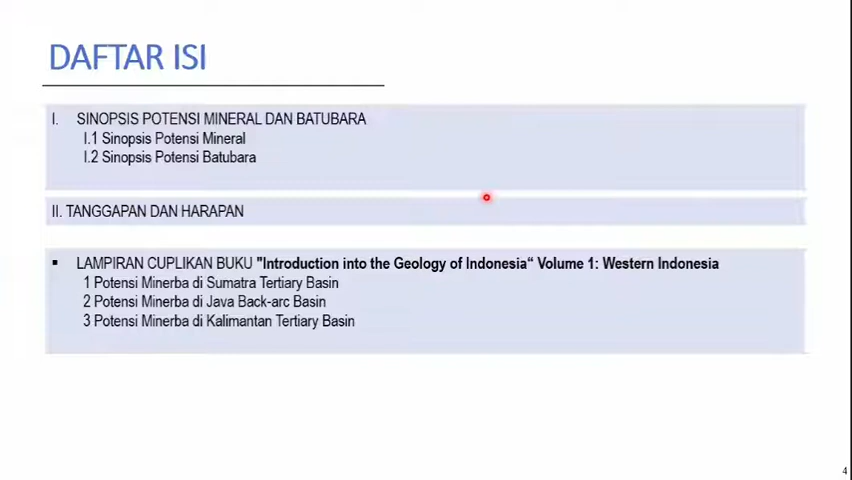 DAFTAR ISI
I. SINOPSIS POTENSI MINERAL DAN BATUBARA
I.1 Sinopsis Potensi Mineral
I.2 Sinopsis Potensi Batubara
II. TANGGAPAN DAN HARAPAN
▪ LAMPIRAN CUPLIKAN BUKU "Introduction into the Geology of Indonesia“ Volume 1: Western Indonesia
1 Potensi Minerba di Sumatra Tertiary Basin
2 Potensi Minerba di Java Back-arc Basin
3 Potensi Minerba di Kalimantan Tertiary Basin
4